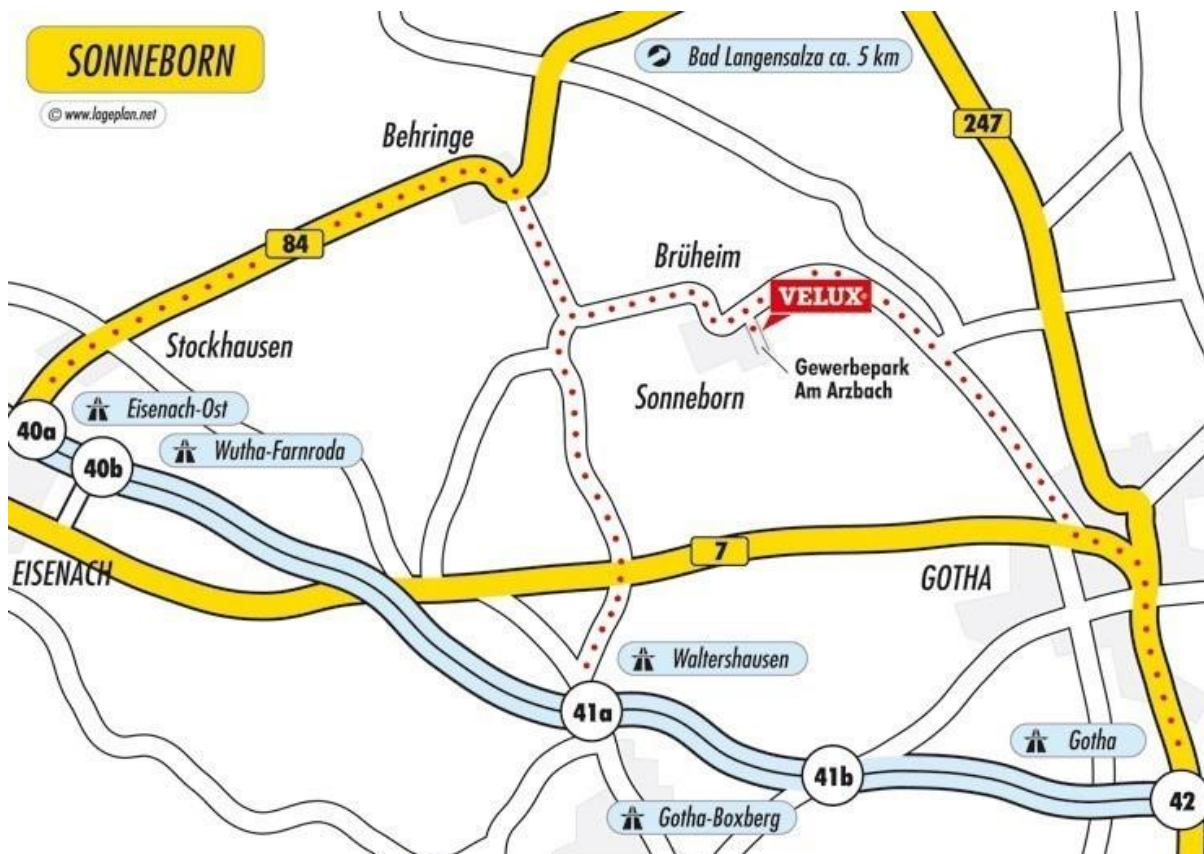 SONNEBORN
© www.lageplan.net
Bad Langensalza ca. 5 km
247
Behringe
84
Brüheim
VELUX®
Stockhausen
Gewerbepark
Am Arzbach
Sonneborn
Eisenach-Ost
40a
Wutha-Farnroda
40b
7
EISENACH
GOTHA
Waltershausen
41a
Gotha
41b
42
Gotha-Boxberg